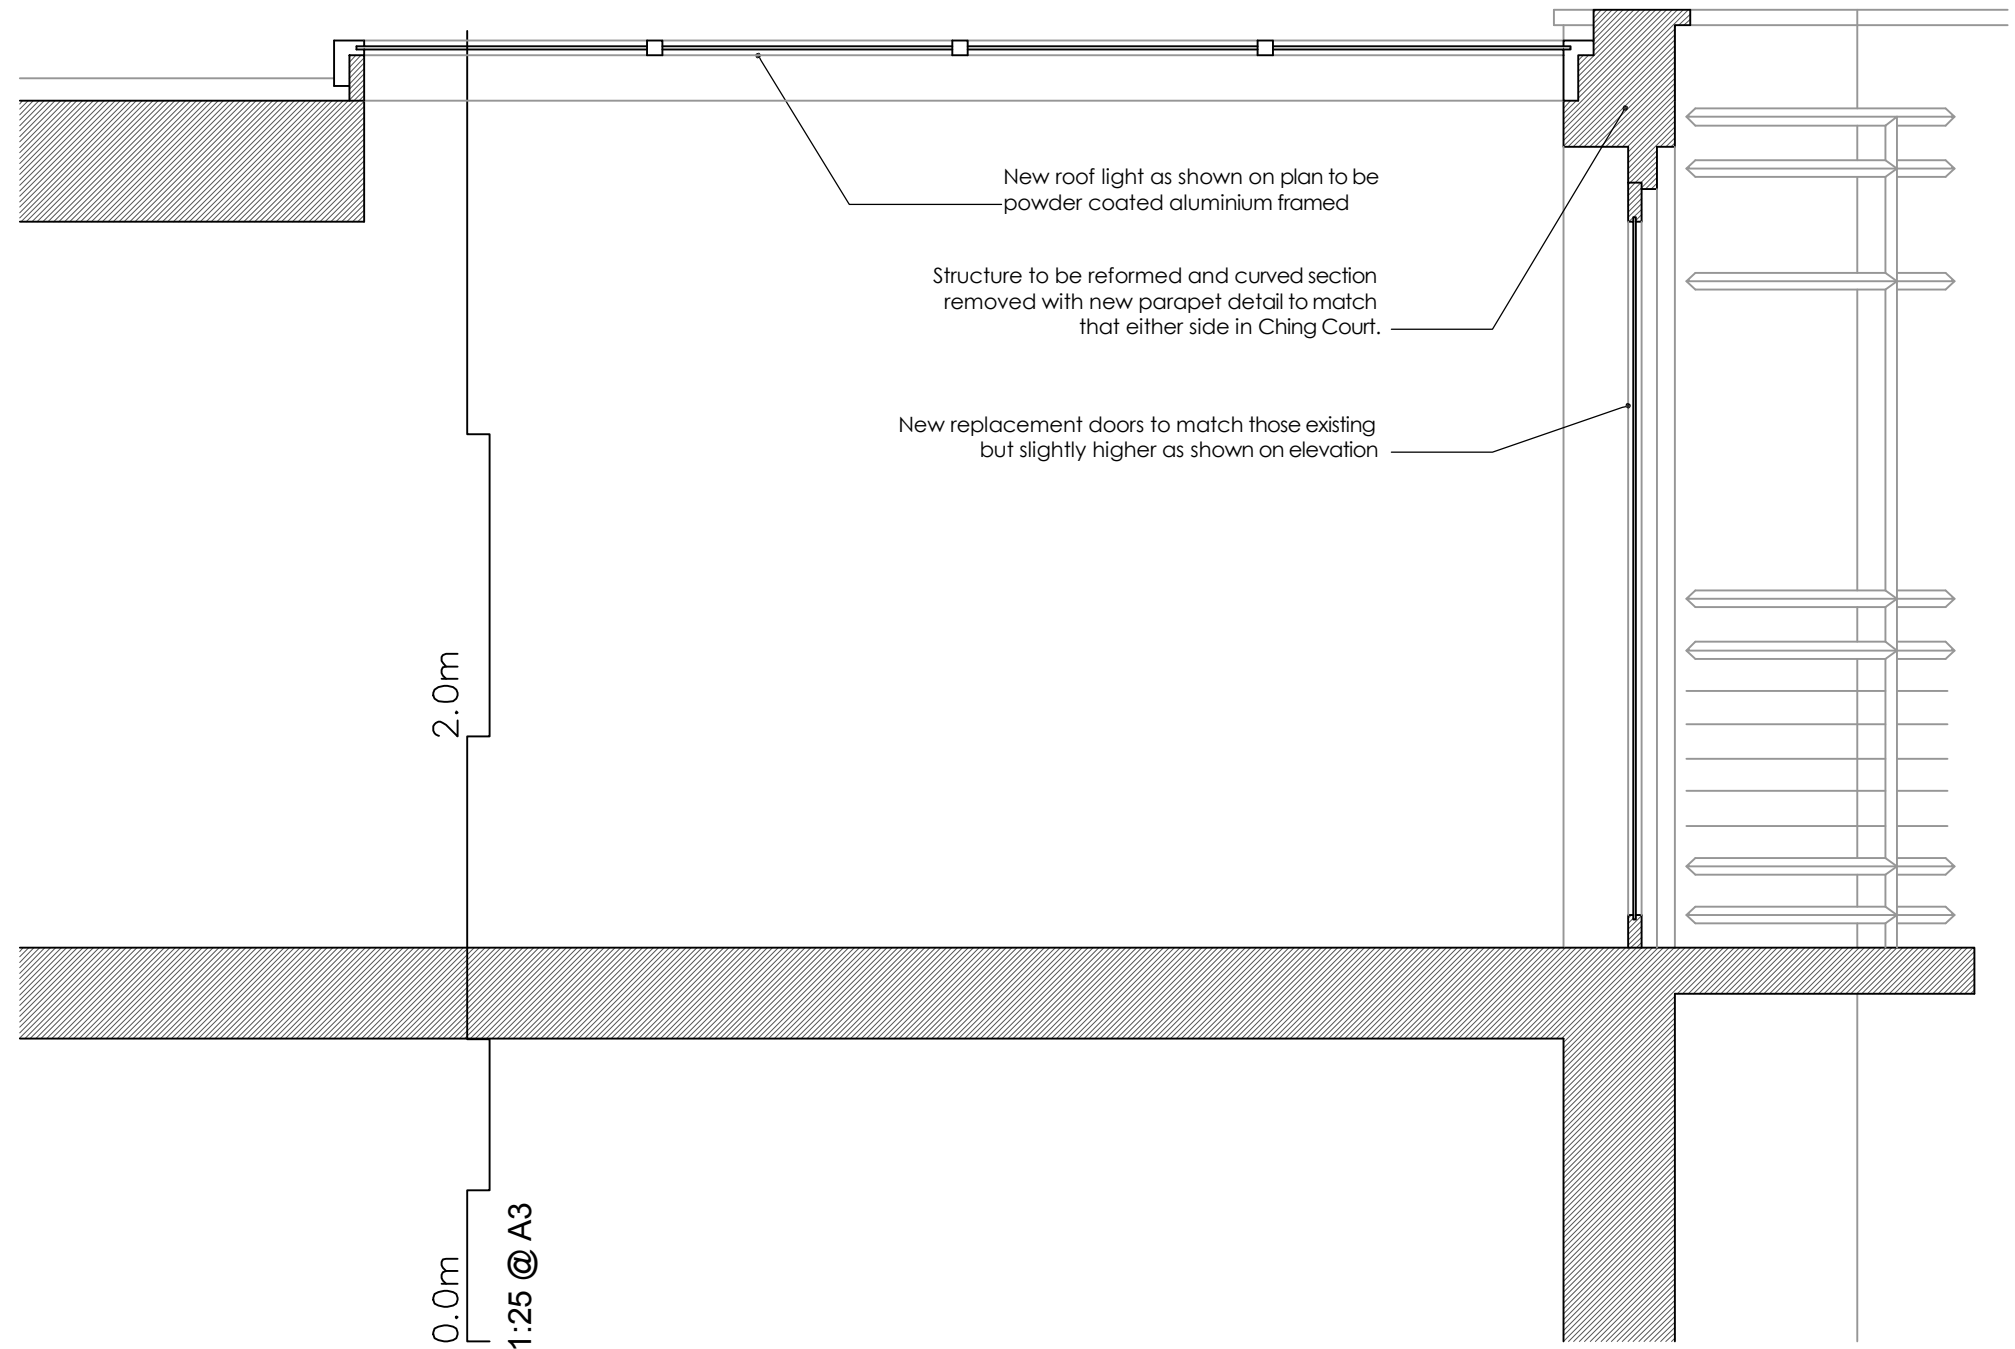 New roof light as shown on plan to be
powder coated aluminium framed
Structure to be reformed and curved section
removed with new parapet detail to match
that either side in Ching Court.
New replacement doors to match those existing
but slightly higher as shown on elevation
2.0m
0.0m
1:25 @ A3